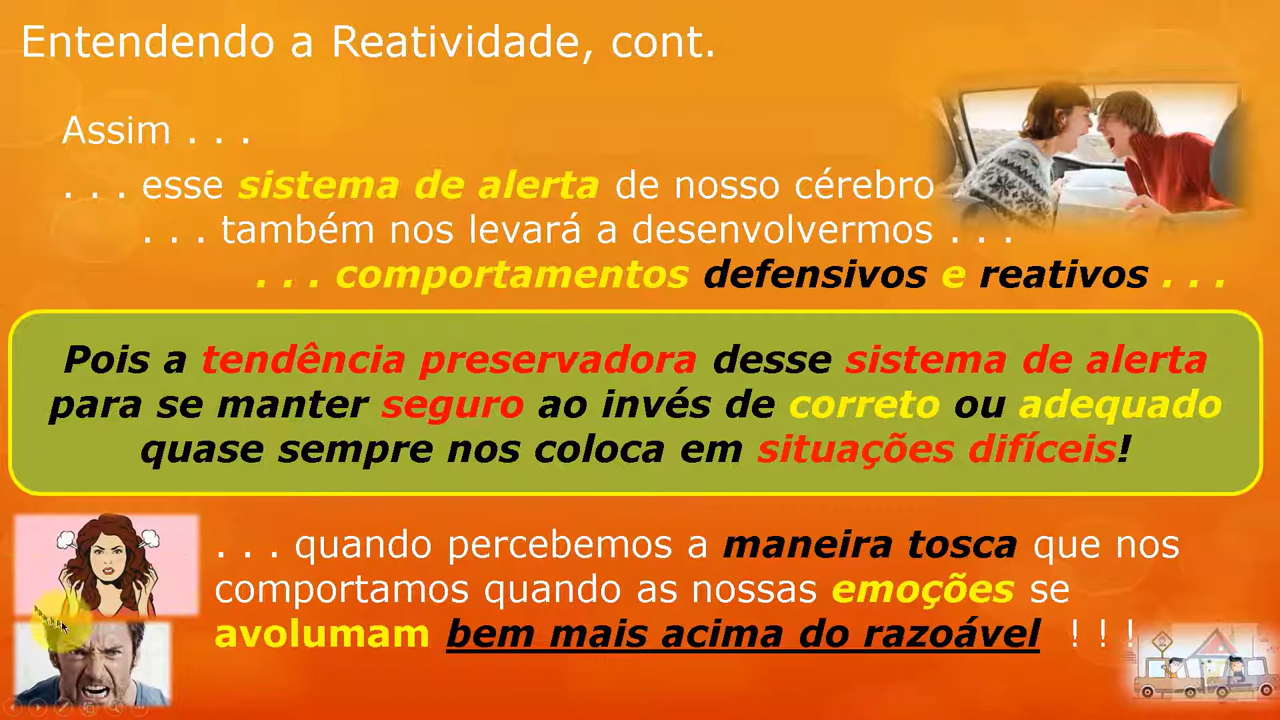 Entendendo a Reatividade, cont.
Assim . . .
. . . esse sistema de alerta de nosso cérebro
. . . também nos levará a desenvolvermos . . .
. . . comportamentos defensivos e reativos . . .
Pois a tendência preservadora desse sistema de alerta
para se manter seguro ao invés de correto ou adequado
quase sempre nos coloca em situações difíceis!
. . . quando percebemos a maneira tosca que nos
comportamos quando as nossas emoções se
avolumam bem mais acima do razoável ! ! !